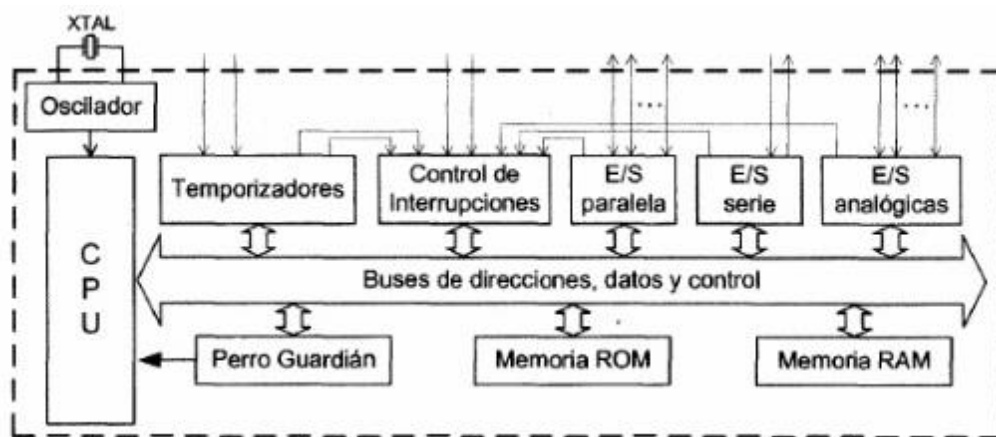 XTAL
Oscilador
Temporizadores
Control de
Interrupciones
E/S
paralela
E/S
serie
E/S
analógicas
C
P
U
Buses de direcciones, datos y control
Perro Guardián
Memoria ROM
Memoria RAM